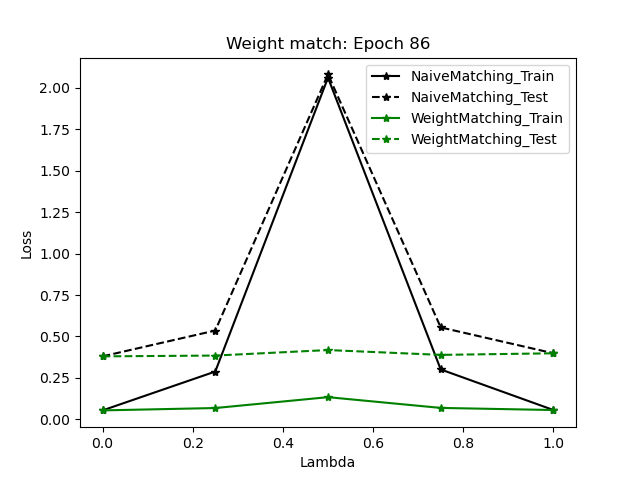 Weight match: Epoch 86
NaiveMatching_Train
NaiveMatching_Test
WeightMatching_Train
WeightMatching_Test
2.00
1.75
1.50
1.25
1.00
0.75
0.50
0.25
0.00
Loss
0.0 0.2 0.4 0.6 0.8 1.0
Lambda